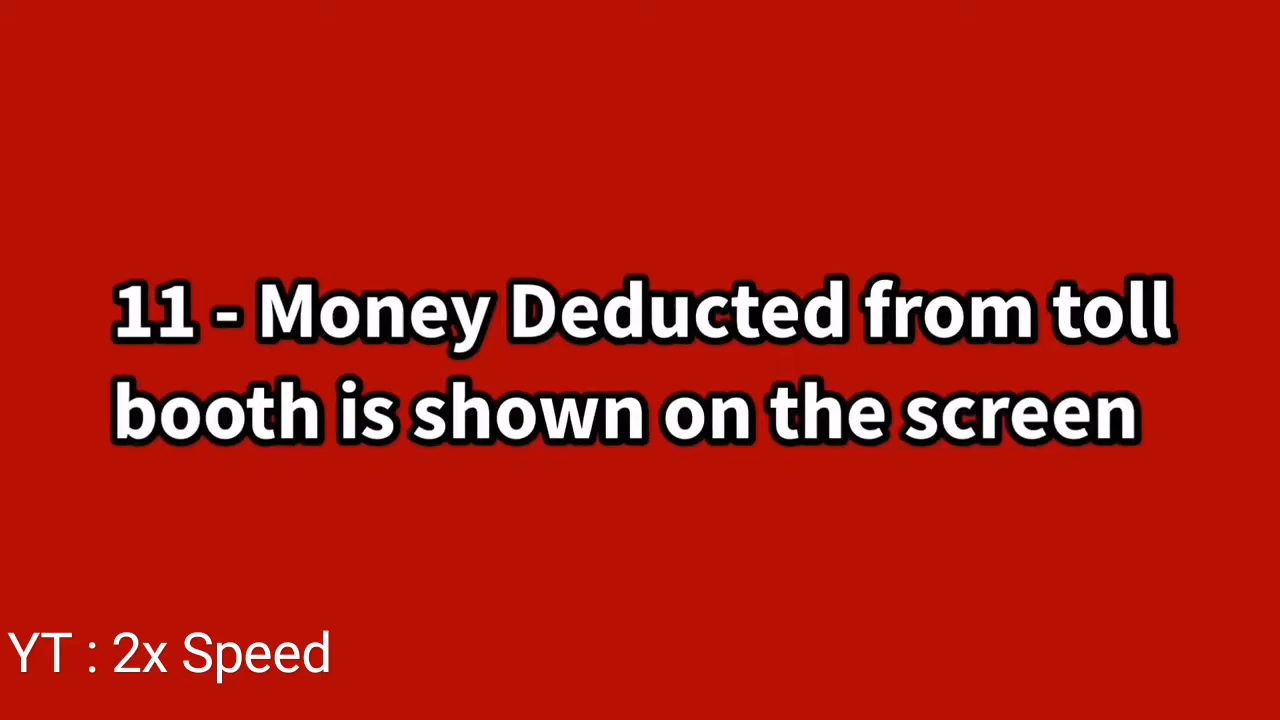 11 - Money Deducted from toll
booth is shown on the screen
YT : 2x Speed